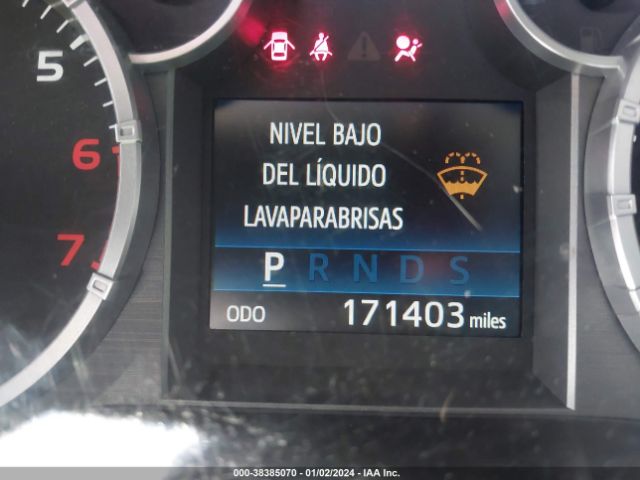 5
6
7
NIVEL BAJO
DEL LÍQUIDO
LAVAPARABRISAS
P R N D S
ODO 171403 miles
000-38385070 - 01/02/2024 - IAA Inc.